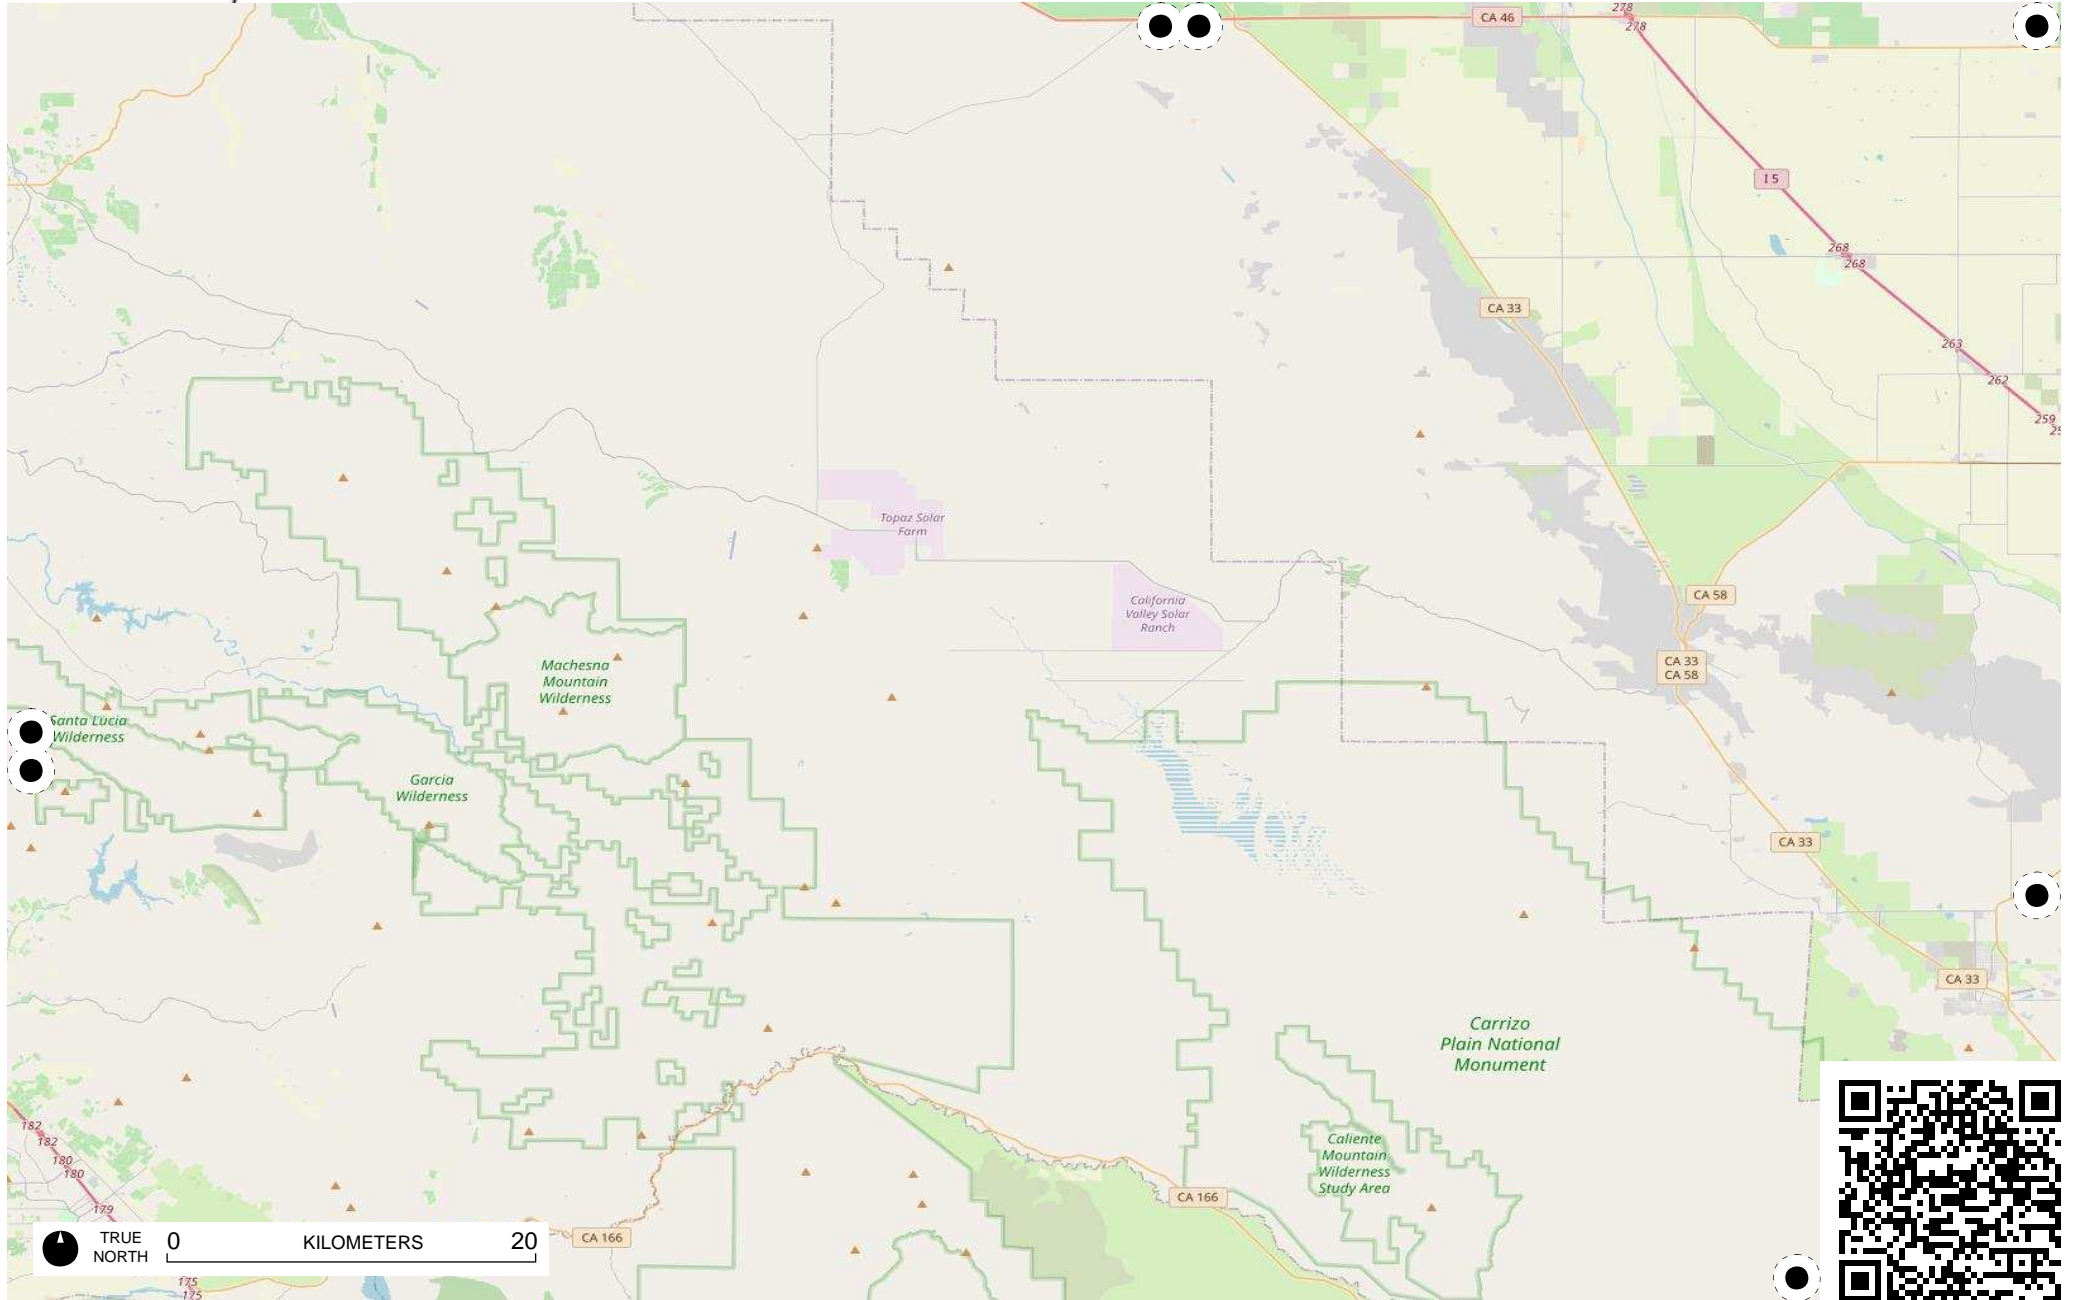 278
CA 46
278
I 5
268
268
CA 33
263
262
259
Topaz Solar
Farm
CA 58
California
Valley Solar
Ranch
Machesna
Mountain
Wilderness
CA 33
CA 58
Santa Lucia
Wilderness
Garcia
Wilderness
CA 33
CA 33
Carrizo
Plain National
Monument
182
182
180
180
179
Caliente
Mountain
Wilderness
Study Area
CA 166
CA 166
TRUE
NORTH
0 KILOMETERS 20
175
175